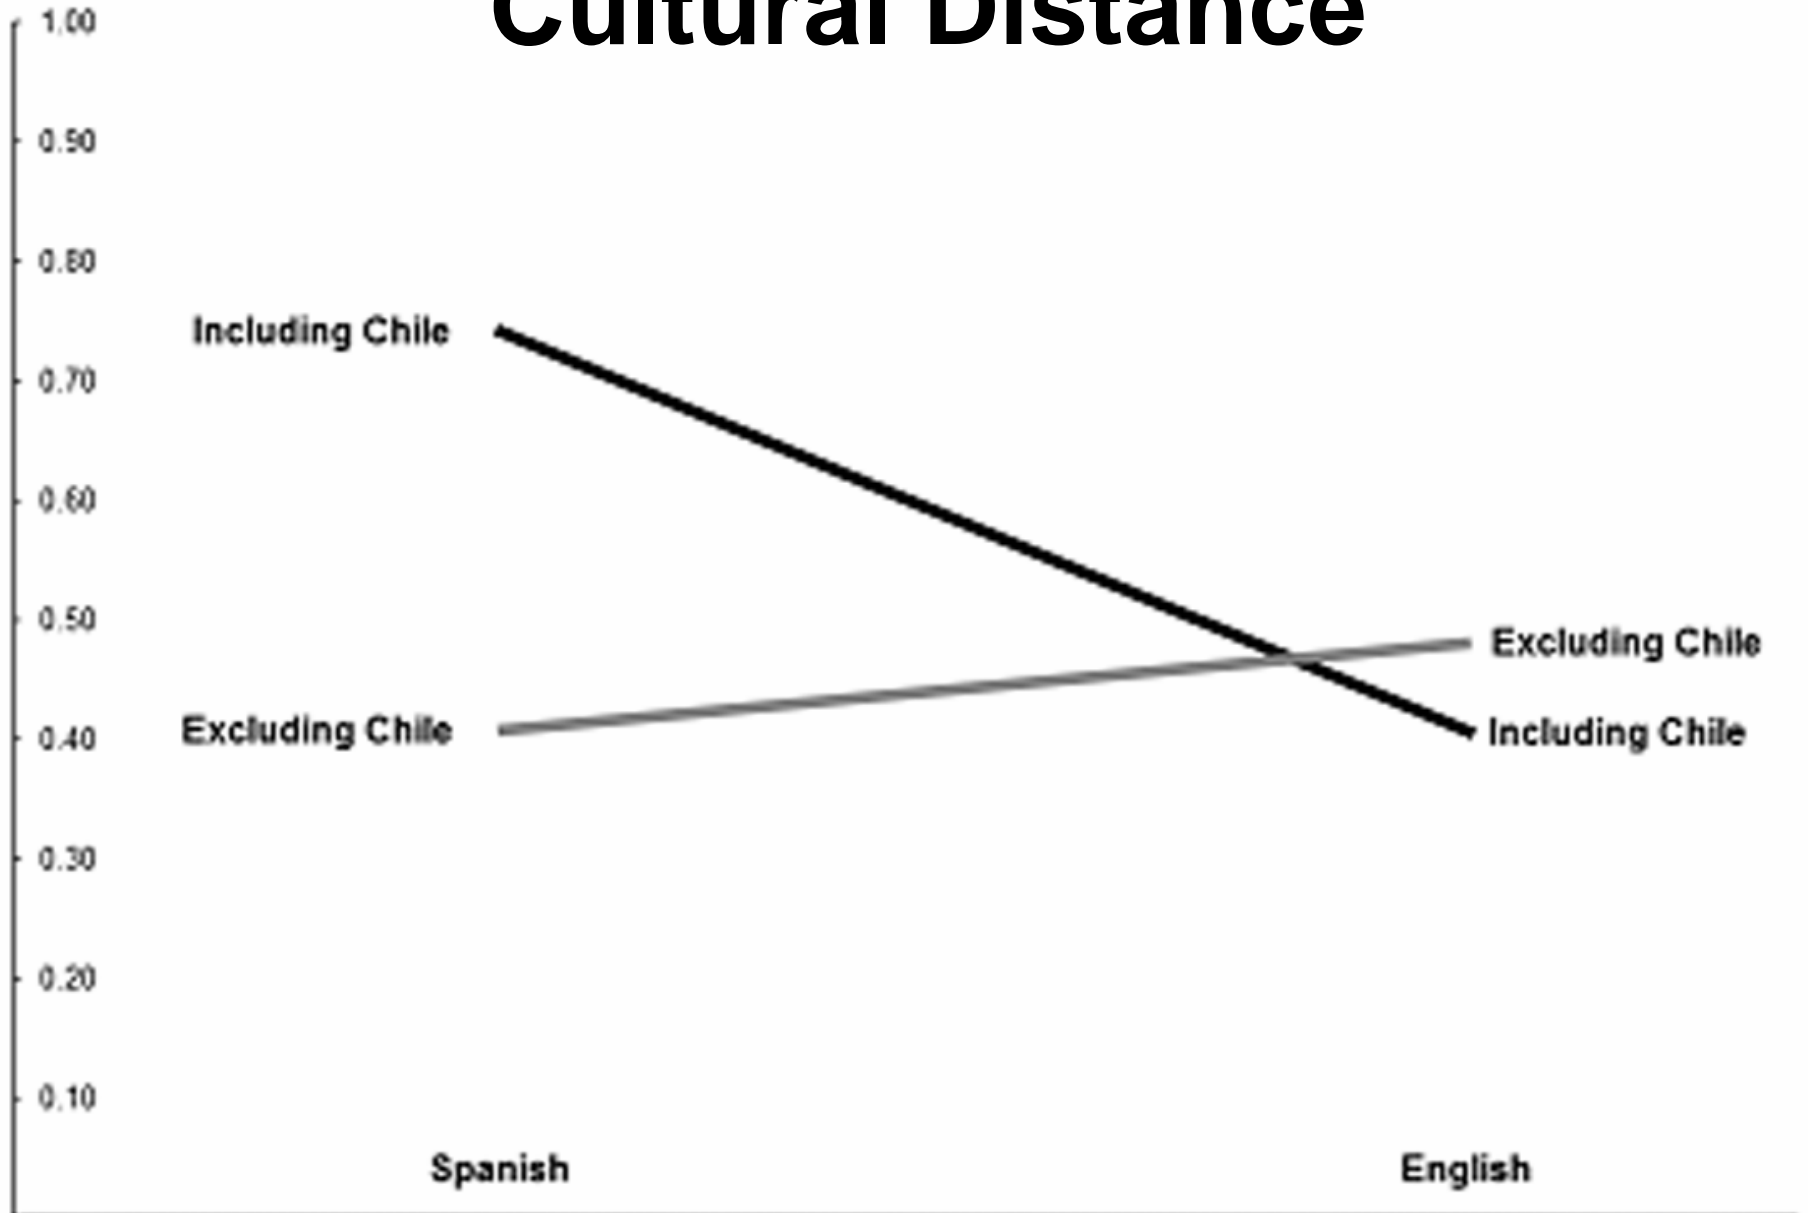 Cultural Distance
1.00
0.90
0.80
Including Chile
0.70
0.60
0.50
Excluding Chile
Excluding Chile
0.40
Including Chile
0.30
0.20
0.10
Spanish
English